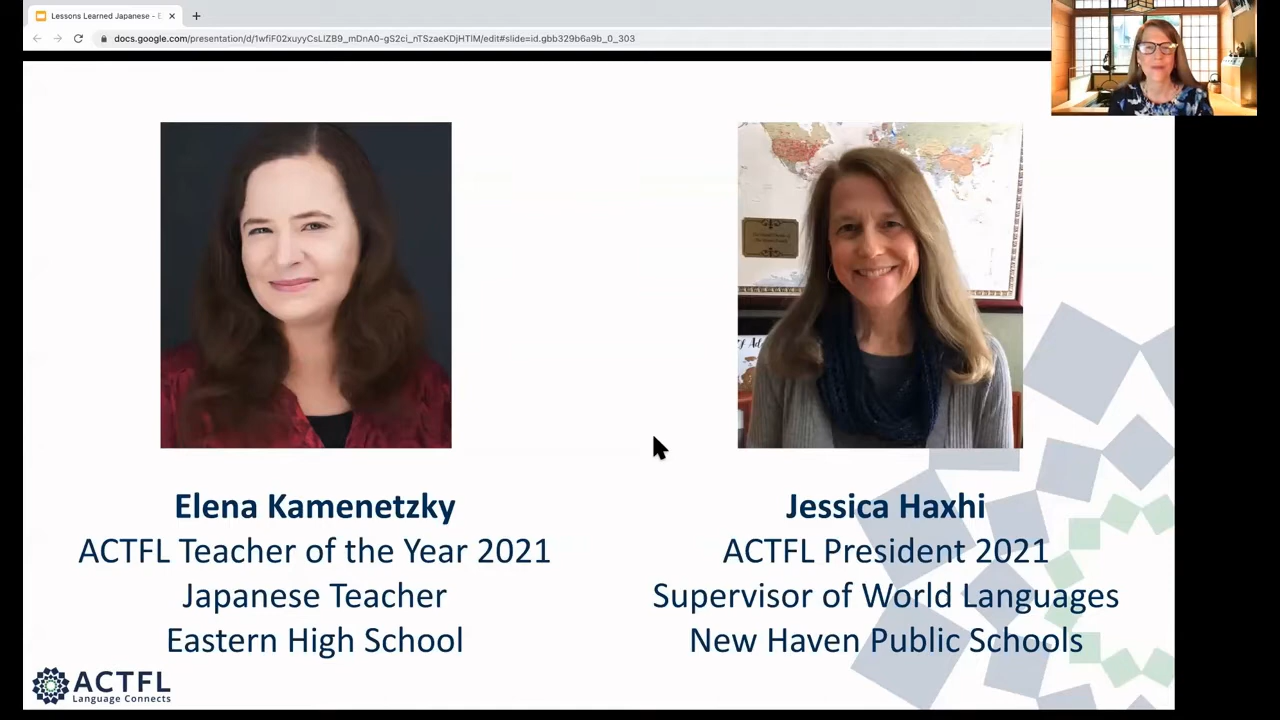 Lessons Learned Japanese - E
docs.google.com/presentation/d/1wfiF02xuyyCsLIZB9_mDnA0-gS2ci_nTSzaeKDjHTlM/edit#slide=id.gbb329b6a9b_0_303
Elena Kamenetzky
ACTFL Teacher of the Year 2021
Japanese Teacher
Eastern High School
Jessica Haxhi
ACTFL President 2021
Supervisor of World Languages
New Haven Public Schools
ACTFL
Language Connects